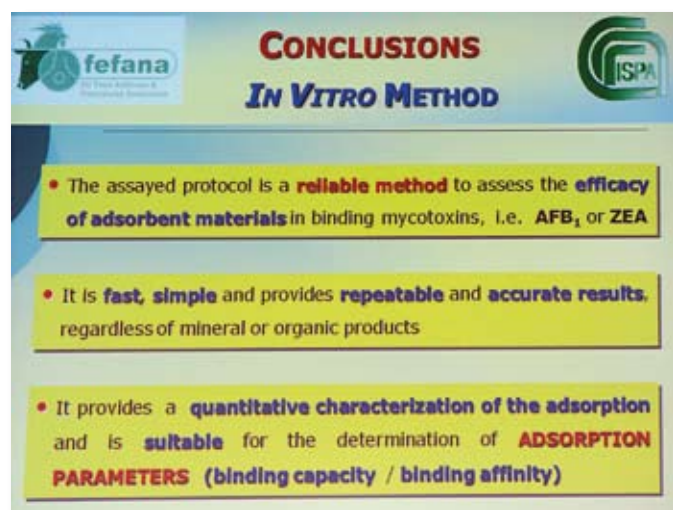 fefana
CONCLUSIONS
IN VITRO METHOD
ISPA
• The assayed protocol is a reliable method to assess the efficacy
of adsorbent materials in binding mycotoxins, i.e. AFB₁ or ZEA
• It is fast, simple and provides repeatable and accurate results,
regardless of mineral or organic products
• It provides a quantitative characterization of the adsorption
and is suitable for the determination of ADSORPTION
PARAMETERS (binding capacity / binding affinity)